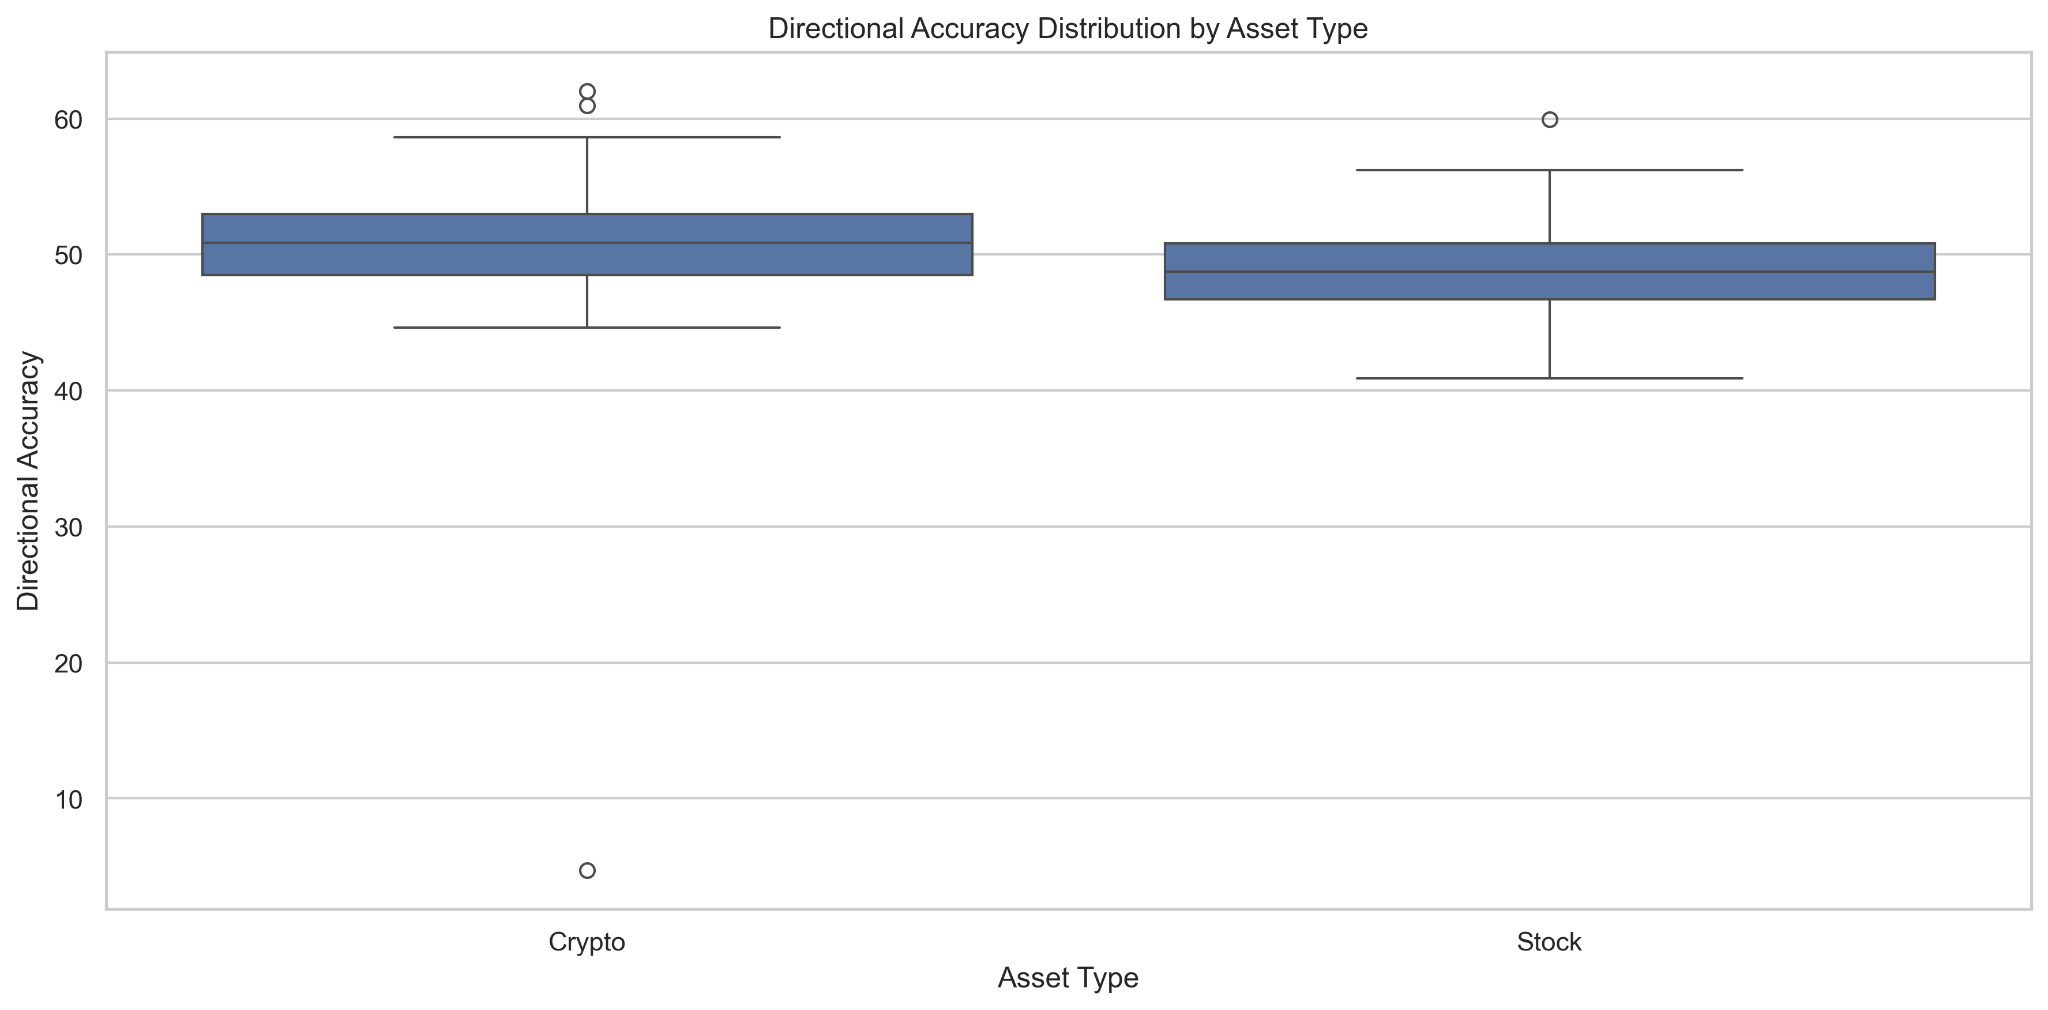 Directional Accuracy Distribution by Asset Type
Directional Accuracy
60
50
40
30
20
10
Crypto
Stock
Asset Type